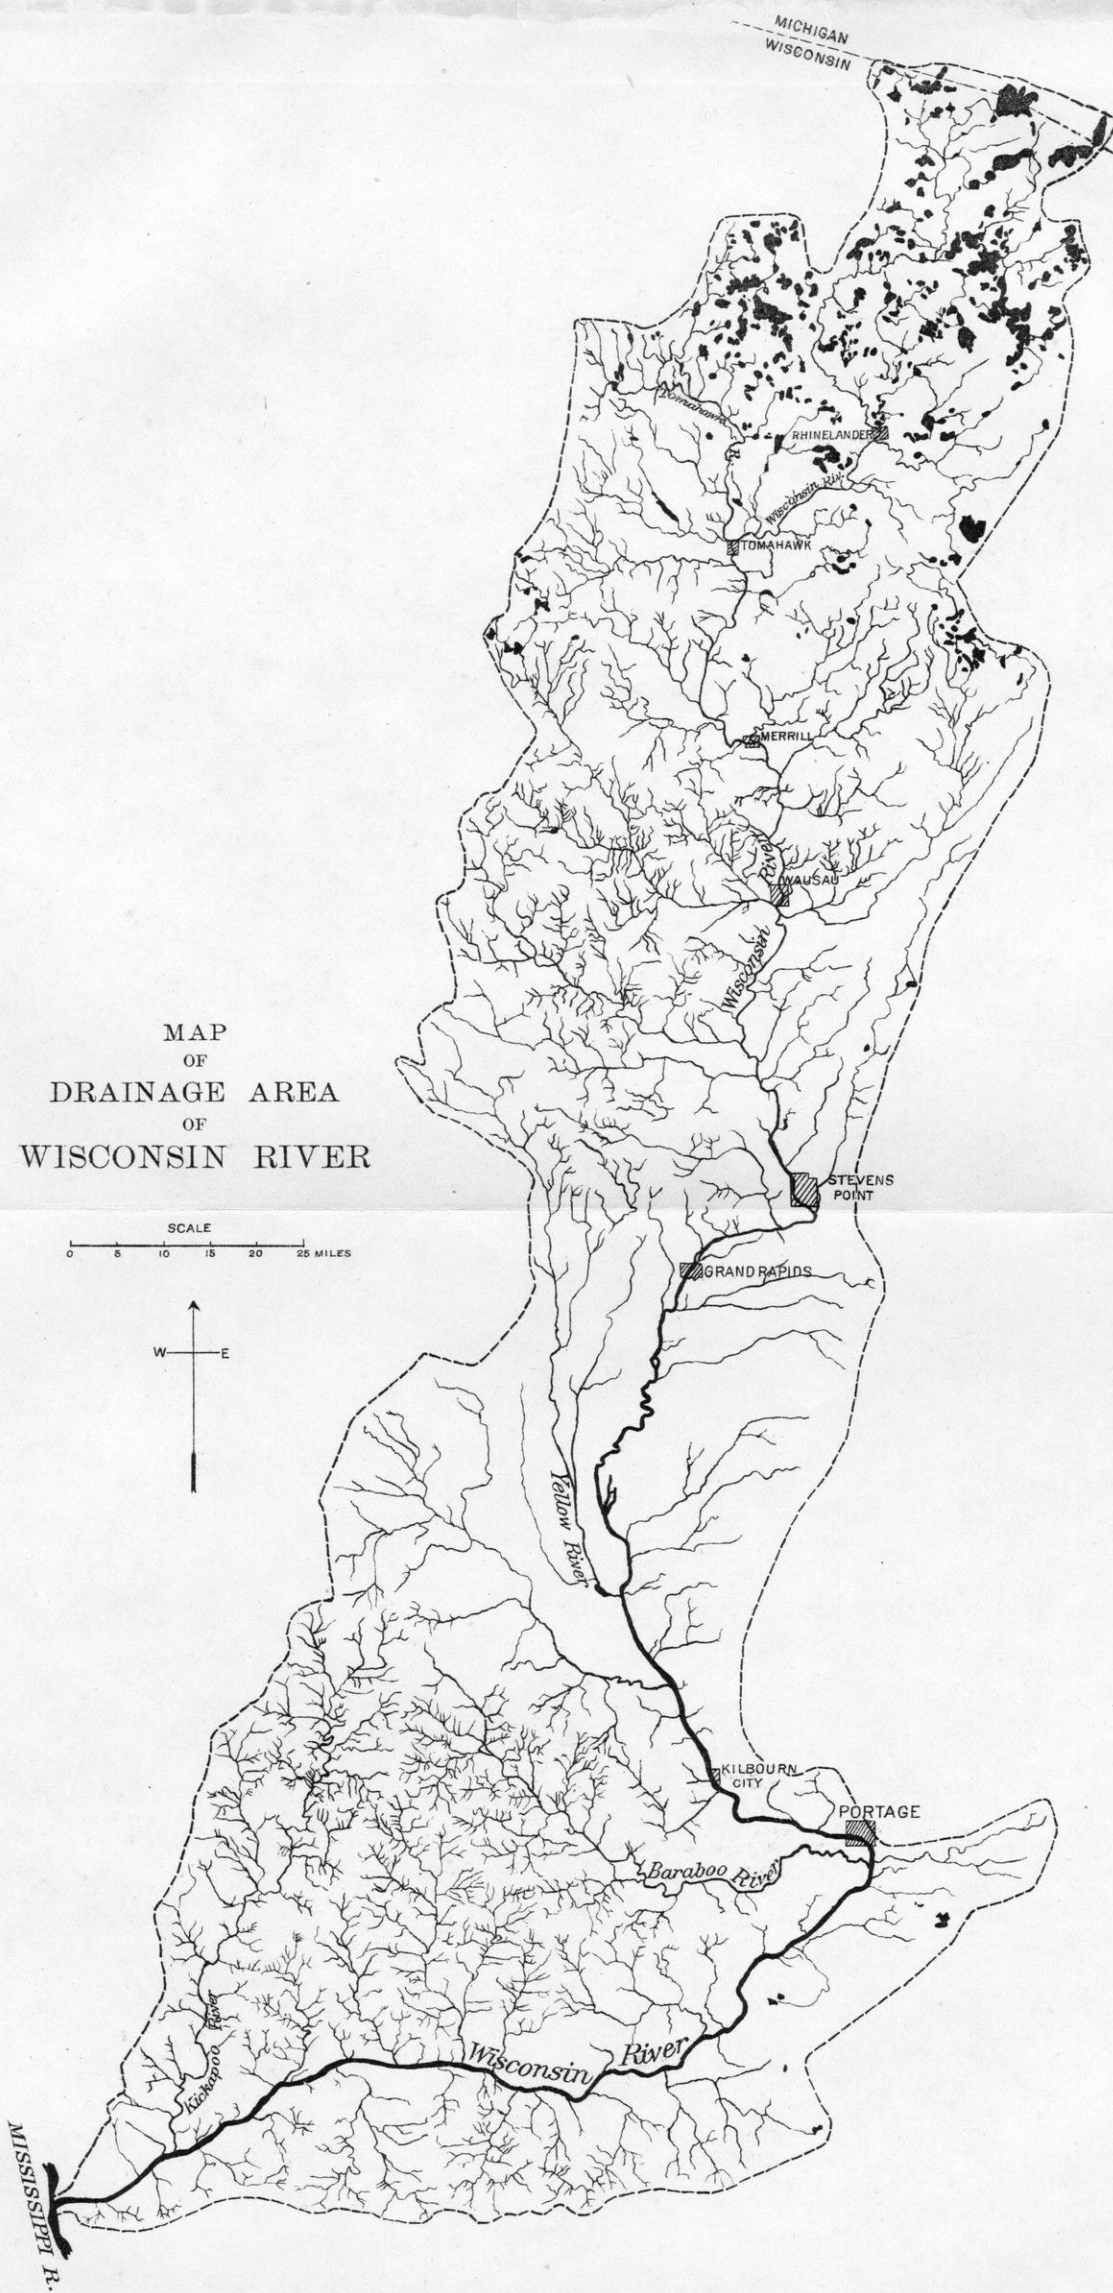 MICHIGAN
WISCONSIN
Tomahawk
R.
RHINELANDER
Wisconsin Riv.
TOMAHAWK
MERRILL
River
WAUSAU
Wisconsin
MAP
OF
DRAINAGE AREA
OF
WISCONSIN RIVER
STEVENS
POINT
SCALE
0 5 10 15 20 25 MILES
GRAND RAPIDS
W E
Yellow River
KILBOURN
CITY
PORTAGE
Baraboo River
Wisconsin River
Kickapoo River
MISSISSIPPI R.